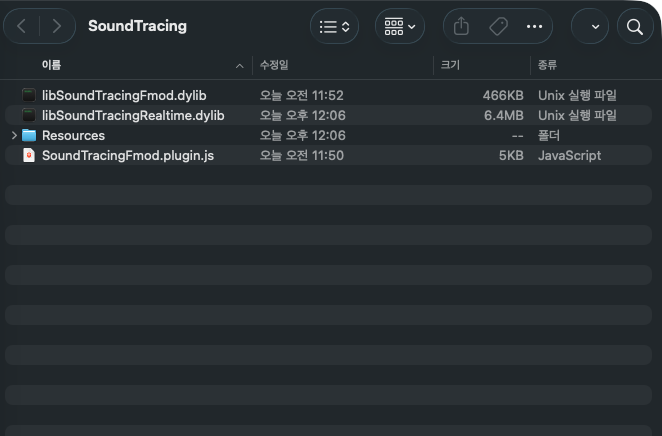 SoundTracing
이름 수정일 크기 종류
libSoundTracingFmod.dylib 오늘 오전 11:52 466KB Unix 실행 파일
libSoundTracingRealtime.dylib 오늘 오후 12:06 6.4MB Unix 실행 파일
Resources 오늘 오후 12:06 -- 폴더
SoundTracingFmod.plugin.js 오늘 오전 11:50 5KB JavaScript